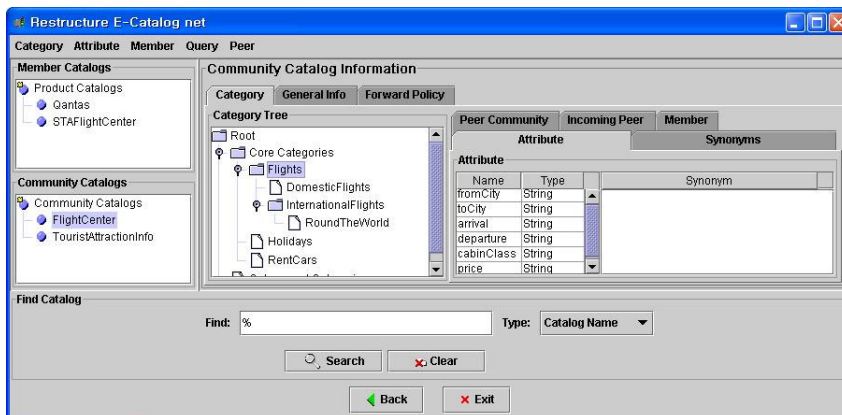 Restructure E-Catalog net
Category Attribute Member Query Peer
Member Catalogs
Product Catalogs
Qantas
STAFlightCenter
Community Catalogs
Community Catalogs
FlightCenter
TouristAttractionInfo
Community Catalog Information
Category General Info Forward Policy
Category Tree
Root
Core Categories
Flights
DomesticFlights
InternationalFlights
RoundTheWorld
Holidays
RentCars
Peer Community Incoming Peer Member
Attribute Synonyms
Attribute
Name Type Synonym
fromCity String
toCity String
arrival String
departure String
cabinClass String
price String
Find Catalog
Find: % Type: Catalog Name
Search Clear
Back Exit